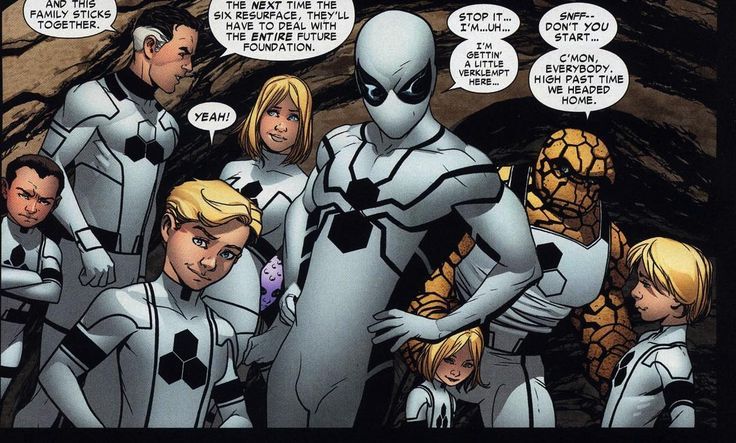 AND THIS
FAMILY STICKS
TOGETHER.
THE NEXT TIME THE
SIX RESURFACE, THEY'LL
HAVE TO DEAL WITH
THE ENTIRE FUTURE
FOUNDATION.
YEAH!
STOP IT...
I'M...UH...
I'M
GETTIN'
A LITTLE
VERKLEMPT
HERE...
SNFF--
DON'T YOU
START...
C'MON,
EVERYBODY.
HIGH PAST TIME
WE HEADED
HOME.